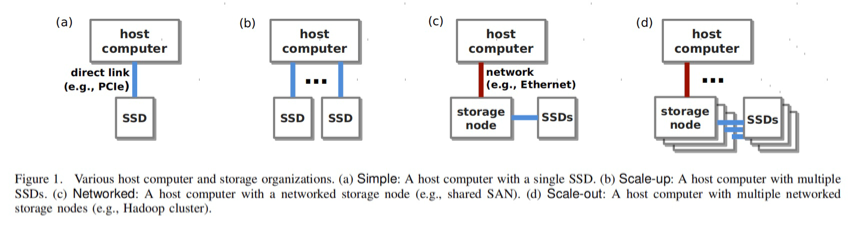 (a)
host
computer
direct link
(e.g., PCIe)
SSD
(b)
host
computer
...
SSD
SSD
(c)
host
computer
network
(e.g., Ethernet)
storage
node
SSDs
(d)
host
computer
...
storage
node
SSDs
Figure 1. Various host computer and storage organizations. (a) Simple: A host computer with a single SSD. (b) Scale-up: A host computer with multiple
SSDs. (c) Networked: A host computer with a networked storage node (e.g., shared SAN). (d) Scale-out: A host computer with multiple networked
storage nodes (e.g., Hadoop cluster).